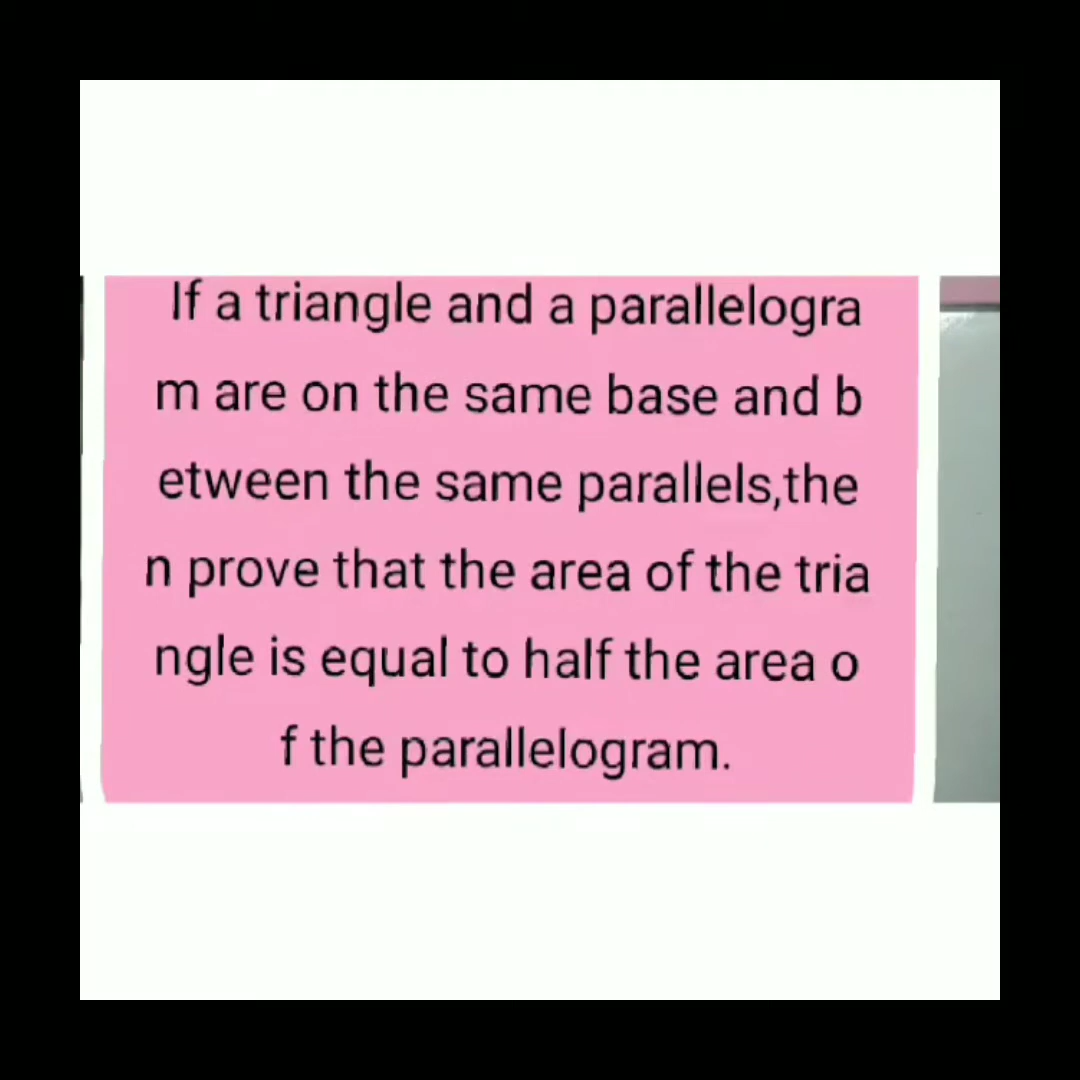 If a triangle and a parallelogra
m are on the same base and b
etween the same parallels,the
n prove that the area of the tria
ngle is equal to half the area o
f the parallelogram.